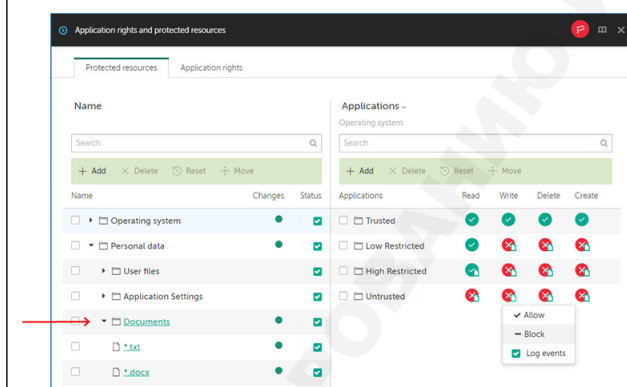 Application rights and protected resources
Protected resources Application rights
Name
Search
Add Delete Reset Move
Name Changes Status
Operating system
Personal data
User files
Application Settings
Documents
*.txt
*.docx
Applications
Operating system
Search
Add Delete Reset Move
Applications Read Write Delete Create
Trusted
Low Restricted
High Restricted
Untrusted
Allow
Block
Log events
ОВАНИЮ